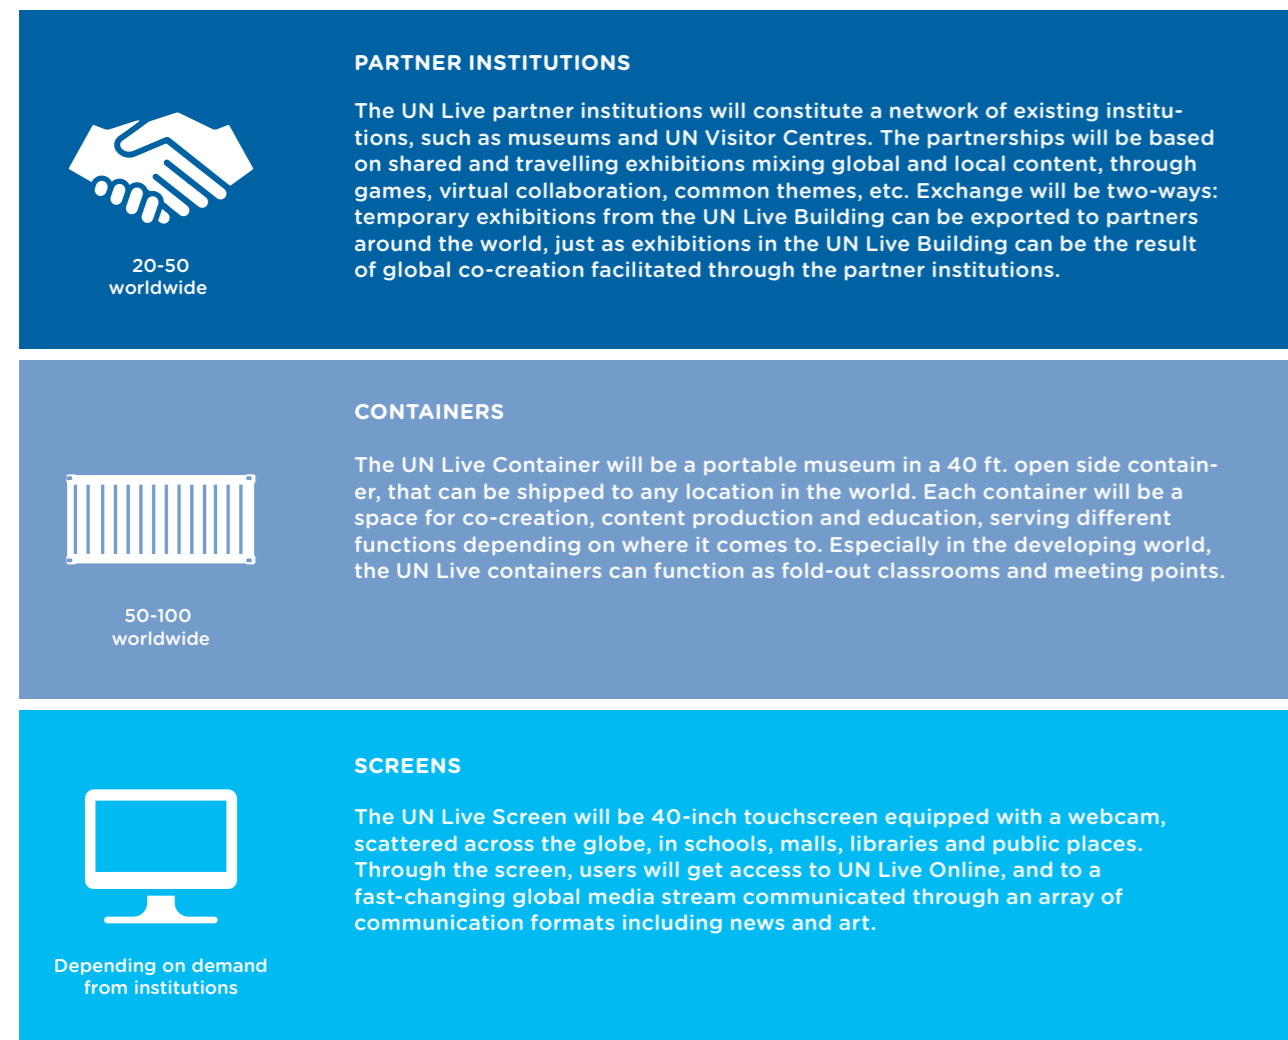 PARTNER INSTITUTIONS
The UN Live partner institutions will constitute a network of existing institu-
tions, such as museums and UN Visitor Centres. The partnerships will be based
on shared and travelling exhibitions mixing global and local content, through
games, virtual collaboration, common themes, etc. Exchange will be two-ways:
temporary exhibitions from the UN Live Building can be exported to partners
around the world, just as exhibitions in the UN Live Building can be the result
of global co-creation facilitated through the partner institutions.
20-50
worldwide
CONTAINERS
The UN Live Container will be a portable museum in a 40 ft. open side contain-
er, that can be shipped to any location in the world. Each container will be a
space for co-creation, content production and education, serving different
functions depending on where it comes to. Especially in the developing world,
the UN Live containers can function as fold-out classrooms and meeting points.
50-100
worldwide
SCREENS
The UN Live Screen will be 40-inch touchscreen equipped with a webcam,
scattered across the globe, in schools, malls, libraries and public places.
Through the screen, users will get access to UN Live Online, and to a
fast-changing global media stream communicated through an array of
communication formats including news and art.
Depending on demand
from institutions